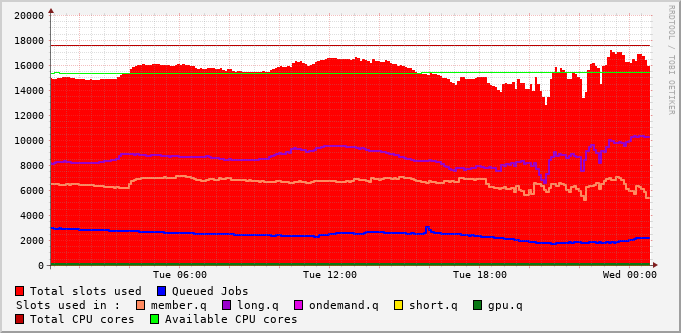 20000
18000
16000
14000
12000
10000
8000
6000
4000
2000
0
Tue 06:00 Tue 12:00 Tue 18:00 Wed 00:00
RRDTOOL / TOBI OETIKER
Total slots used Queued Jobs
Slots used in : member.q long.q ondemand.q short.q gpu.q
Total CPU cores Available CPU cores